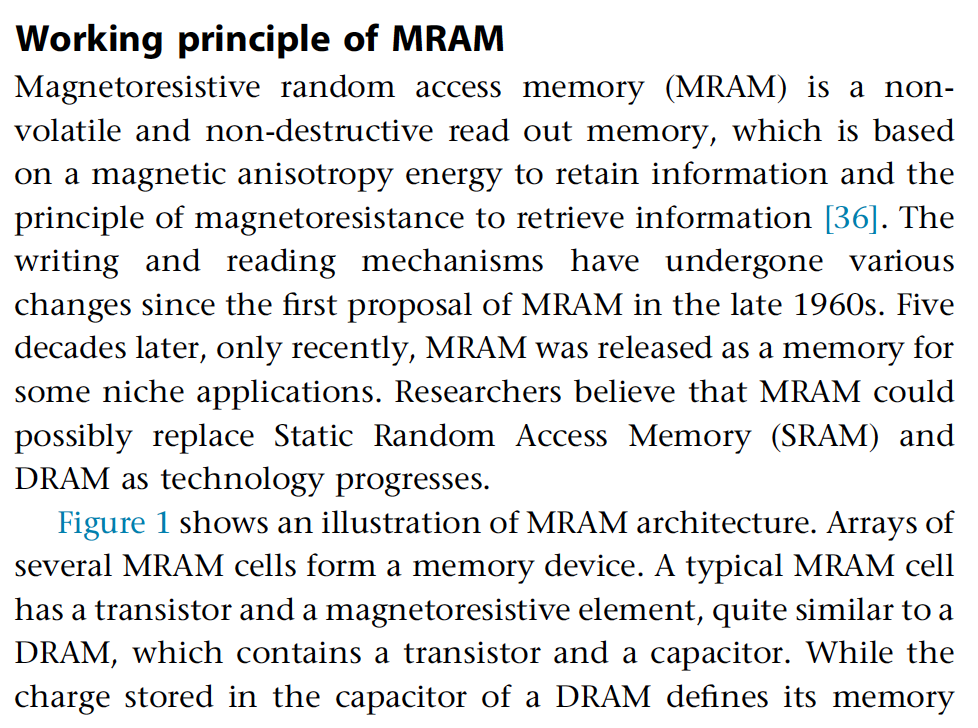 Working principle of MRAM
Magnetoresistive random access memory (MRAM) is a non-
volatile and non-destructive read out memory, which is based
on a magnetic anisotropy energy to retain information and the
principle of magnetoresistance to retrieve information [36]. The
writing and reading mechanisms have undergone various
changes since the first proposal of MRAM in the late 1960s. Five
decades later, only recently, MRAM was released as a memory for
some niche applications. Researchers believe that MRAM could
possibly replace Static Random Access Memory (SRAM) and
DRAM as technology progresses.
Figure 1 shows an illustration of MRAM architecture. Arrays of
several MRAM cells form a memory device. A typical MRAM cell
has a transistor and a magnetoresistive element, quite similar to a
DRAM, which contains a transistor and a capacitor. While the
charge stored in the capacitor of a DRAM defines its memory